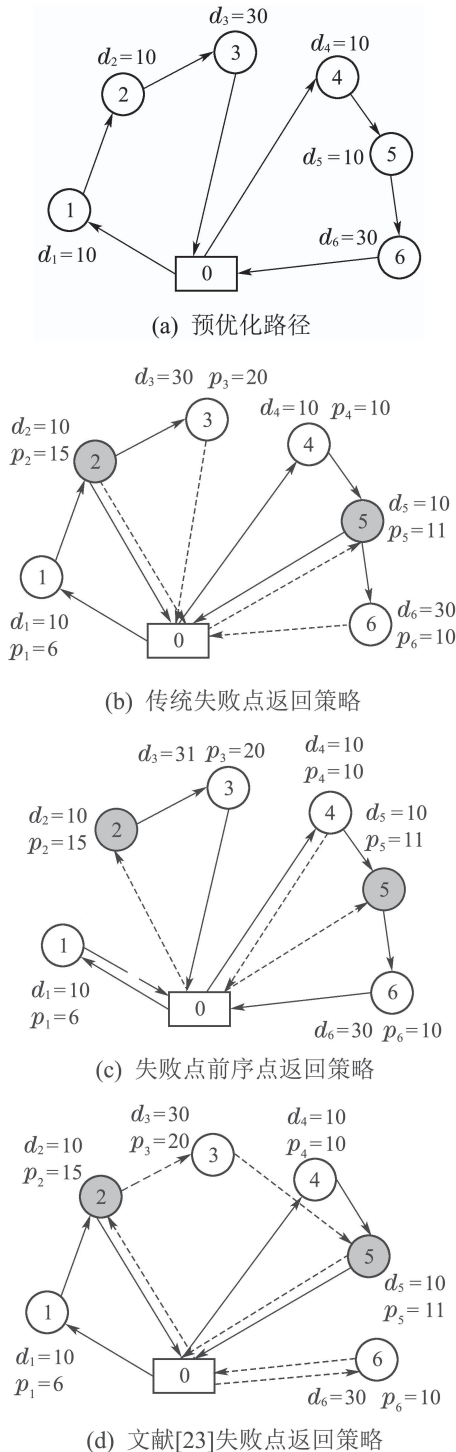 d₃=30
d₂=10 3 d₄=10
2 4
5
d₅=10
1
d₁=10 0 d₆=30 6
(a) 预优化路径
d₃=30 p₃=20
d₂=10 3 d₄=10 p₄=10
p₂=15 2 4
d₅=10
5 p₅=11
1
d₁=10 0 6 d₆=30
p₁=6 p₆=10
(b) 传统失败点返回策略
d₃=31 p₃=20 d₄=10
p₄=10
3
d₂=10 4 d₅=10
p₂=15 2 p₅=11
5
1
d₁=10 0 6
p₁=6 d₆=30 p₆=10
(c) 失败点前序点返回策略
d₃=30 d₄=10
d₂=10 p₃=20 3 p₄=10
p₂=15 4
2
5
d₅=10
1 p₅=11
d₁=10 0 6
p₁=6 d₆=30 p₆=10
(d) 文献[23]失败点返回策略